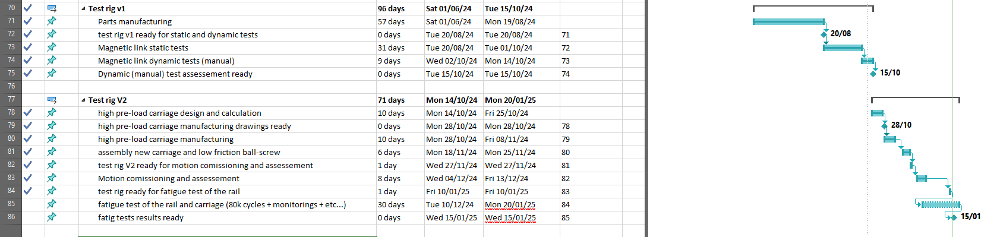 70 Test rig v1 96 days Sat 01/06/24 Tue 15/10/24
71 Parts manufacturing 57 days Sat 01/06/24 Mon 19/08/24
72 test rig v1 ready for static and dynamic tests 0 days Tue 20/08/24 Tue 20/08/24 71 20/08
73 Magnetic link static tests 31 days Tue 20/08/24 Tue 01/10/24 72
74 Magnetic link dynamic tests (manual) 9 days Wed 02/10/24 Mon 14/10/24 73
75 Dynamic (manual) test assessement ready 0 days Tue 15/10/24 Tue 15/10/24 74 15/10
76
77 Test rig V2 71 days Mon 14/10/24 Mon 20/01/25
78 high pre-load carriage design and calculation 10 days Mon 14/10/24 Fri 25/10/24
79 high pre-load carriage manufacturing drawings ready 0 days Mon 28/10/24 Mon 28/10/24 78 28/10
80 high pre-load carriage manufacturing 10 days Mon 28/10/24 Fri 08/11/24 79
81 assembly new carriage and low friction ball-screw 6 days Mon 18/11/24 Mon 25/11/24 80
82 test rig V2 ready for motion comissioning and assessement 1 day Wed 27/11/24 Wed 27/11/24 81
83 Motion comissioning and assessement 8 days Wed 04/12/24 Fri 13/12/24 82
84 test rig ready for fatigue test of the rail 1 day Fri 10/01/25 Fri 10/01/25 83
85 fatigue test of the rail and carriage (80k cycles + monitorings + etc...) 30 days Tue 10/12/24 Mon 20/01/25 84
86 fatig tests results ready 0 days Wed 15/01/25 Wed 15/01/25 85 15/01